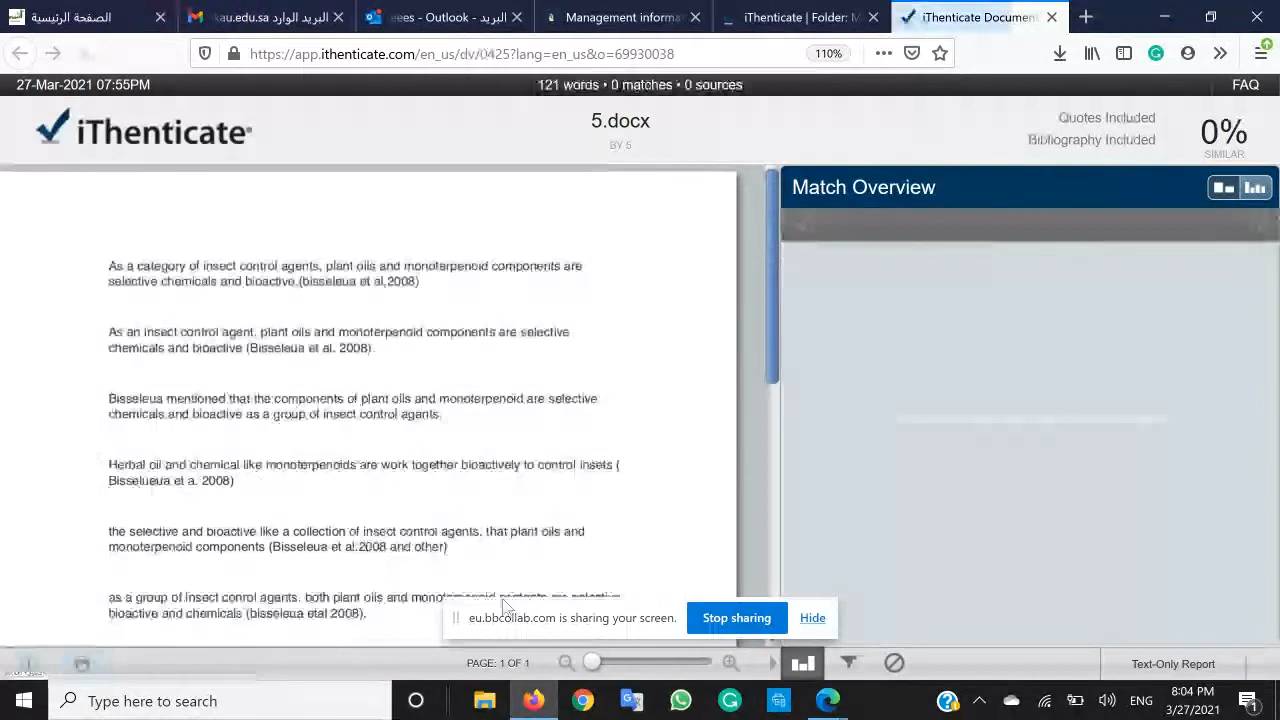 الصفحة الرئيسية
kau.edu.sa البريد الوارد
eees - Outlook - البريد
Management informat
iThenticate | Folder: M
iThenticate Document
https://app.ithenticate.com/en_us/dv/0425?lang=en_us&o=69930038
110%
27-Mar-2021 07:55PM
121 words • 0 matches • 0 sources
FAQ
iThenticate
5.docx
BY 5
Quotes Included
Bibliography Included
0%
SIMILAR
Match Overview
As a category of insect control agents, plant oils and monoterpenoid components are
selective chemicals and bioactive.(bisseleua et al,2008)
As an insect control agent, plant oils and monoterpenoid components are selective
chemicals and bioactive (Bisseleua et al. 2008).
Bisseleua mentioned that the components of plant oils and monoterpenoid are selective
chemicals and bioactive as a group of insect control agents.
Herbal oil and chemical like monoterpenoids are work together bioactively to control insets (
Bisselueua et a. 2008)
the selective and bioactive like a collection of insect control agents. that plant oils and
monoterpenoid components (Bisseleua et al.2008 and other)
as a group of insect conrol agents. both plant oils and monoterpenoid
bioactive and chemicals (bisseleua etal 2008).
eu.bbcollab.com is sharing your screen.
Stop sharing
Hide
PAGE: 1 OF 1
Text-Only Report
Type here to search
ENG
8:04 PM
3/27/2021
1